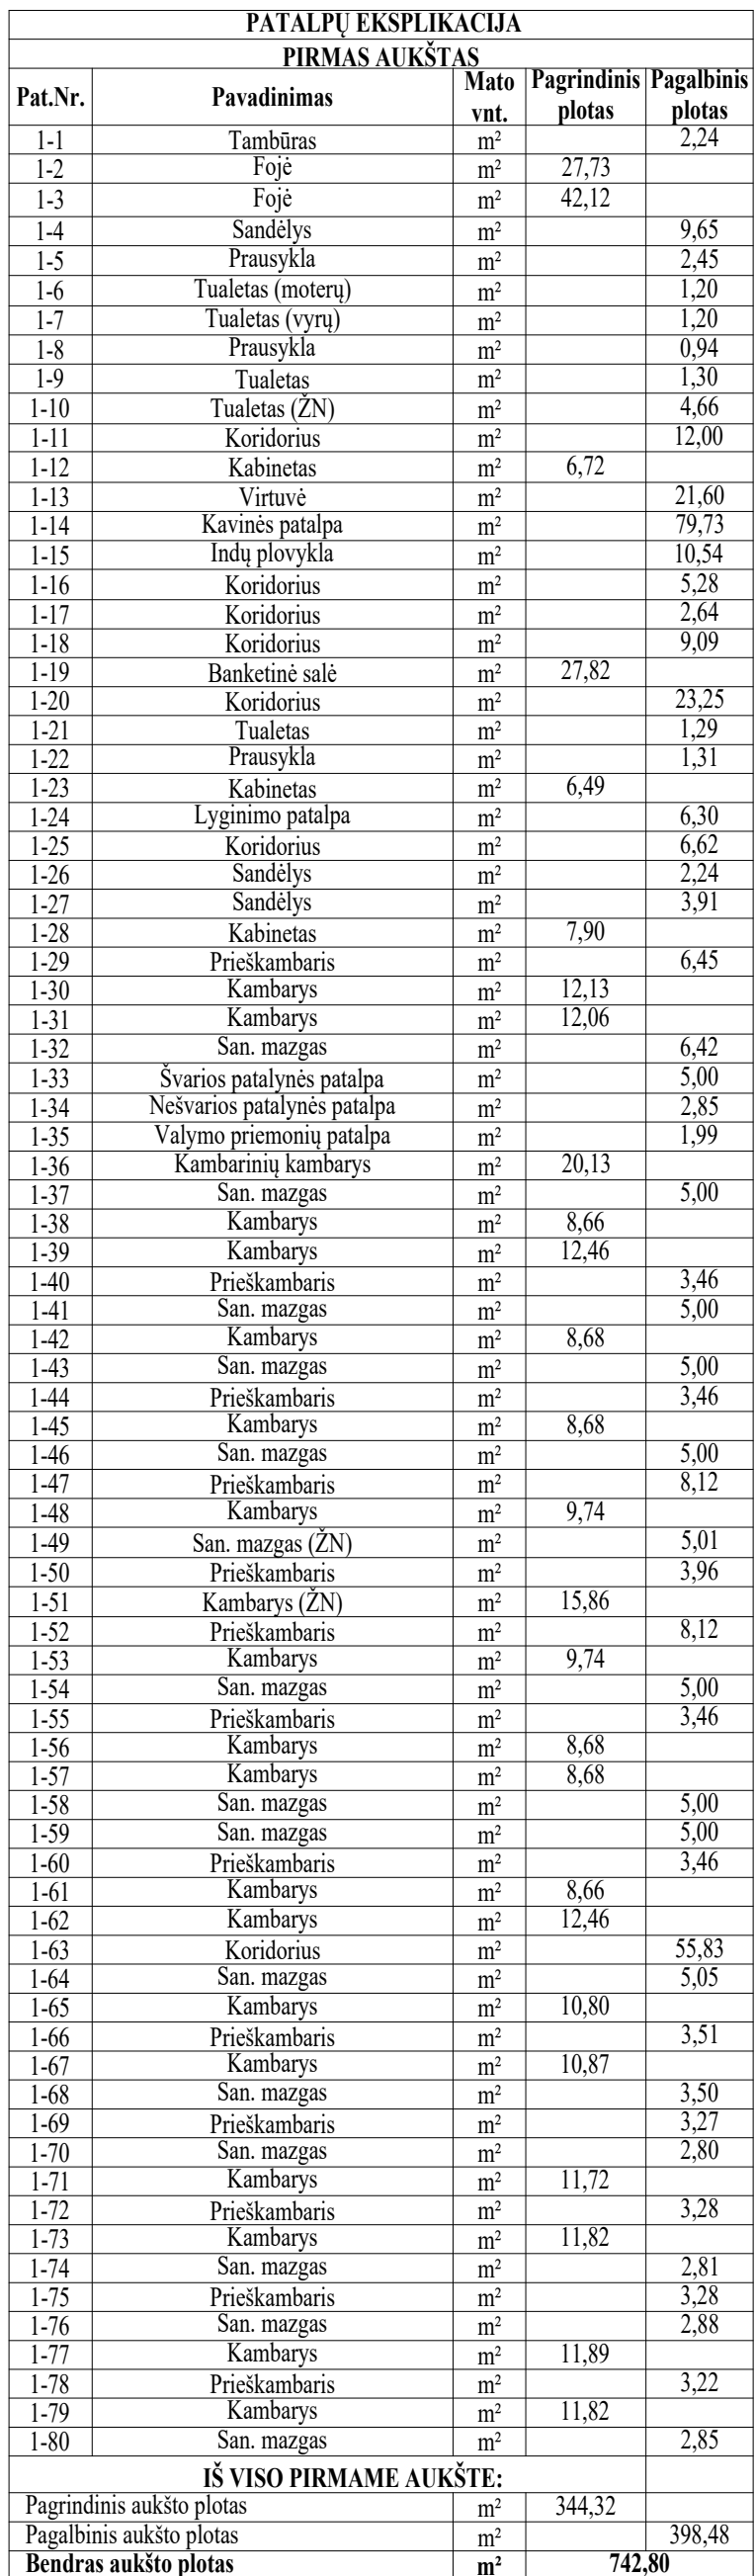 PATALPŲ EKSPLIKACIJA
PIRMAS AUKŠTAS
Pat.Nr. Pavadinimas Mato vnt. Pagrindinis plotas Pagalbinis plotas
1-1 Tambūras m² 2,24
1-2 Fojė m² 27,73
1-3 Fojė m² 42,12
1-4 Sandėlys m² 9,65
1-5 Prausykla m² 2,45
1-6 Tualetas (moterų) m² 1,20
1-7 Tualetas (vyrų) m² 1,20
1-8 Prausykla m² 0,94
1-9 Tualetas m² 1,30
1-10 Tualetas (ŽN) m² 4,66
1-11 Koridorius m² 12,00
1-12 Kabinetas m² 6,72
1-13 Virtuvė m² 21,60
1-14 Kavinės patalpa m² 79,73
1-15 Indų plovykla m² 10,54
1-16 Koridorius m² 5,28
1-17 Koridorius m² 2,64
1-18 Koridorius m² 9,09
1-19 Banketinė salė m² 27,82
1-20 Koridorius m² 23,25
1-21 Tualetas m² 1,29
1-22 Prausykla m² 1,31
1-23 Kabinetas m² 6,49
1-24 Lyginimo patalpa m² 6,30
1-25 Koridorius m² 6,62
1-26 Sandėlys m² 2,24
1-27 Sandėlys m² 3,91
1-28 Kabinetas m² 7,90
1-29 Prieškambaris m² 6,45
1-30 Kambarys m² 12,13
1-31 Kambarys m² 12,06
1-32 San. mazgas m² 6,42
1-33 Švarios patalynės patalpa m² 5,00
1-34 Nešvarios patalynės patalpa m² 2,85
1-35 Valymo priemonių patalpa m² 1,99
1-36 Kambarinių kambarys m² 20,13
1-37 San. mazgas m² 5,00
1-38 Kambarys m² 8,66
1-39 Kambarys m² 12,46
1-40 Prieškambaris m² 3,46
1-41 San. mazgas m² 5,00
1-42 Kambarys m² 8,68
1-43 San. mazgas m² 5,00
1-44 Prieškambaris m² 3,46
1-45 Kambarys m² 8,68
1-46 San. mazgas m² 5,00
1-47 Prieškambaris m² 8,12
1-48 Kambarys m² 9,74
1-49 San. mazgas (ŽN) m² 5,01
1-50 Prieškambaris m² 3,96
1-51 Kambarys (ŽN) m² 15,86
1-52 Prieškambaris m² 8,12
1-53 Kambarys m² 9,74
1-54 San. mazgas m² 5,00
1-55 Prieškambaris m² 3,46
1-56 Kambarys m² 8,68
1-57 Kambarys m² 8,68
1-58 San. mazgas m² 5,00
1-59 San. mazgas m² 5,00
1-60 Prieškambaris m² 3,46
1-61 Kambarys m² 8,66
1-62 Kambarys m² 12,46
1-63 Koridorius m² 55,83
1-64 San. mazgas m² 5,05
1-65 Kambarys m² 10,80
1-66 Prieškambaris m² 3,51
1-67 Kambarys m² 10,87
1-68 San. mazgas m² 3,50
1-69 Prieškambaris m² 3,27
1-70 San. mazgas m² 2,80
1-71 Kambarys m² 11,72
1-72 Prieškambaris m² 3,28
1-73 Kambarys m² 11,82
1-74 San. mazgas m² 2,81
1-75 Prieškambaris m² 3,28
1-76 San. mazgas m² 2,88
1-77 Kambarys m² 11,89
1-78 Prieškambaris m² 3,22
1-79 Kambarys m² 11,82
1-80 San. mazgas m² 2,85
IŠ VISO PIRMAME AUKŠTE:
Pagrindinis aukšto plotas m² 344,32
Pagalbinis aukšto plotas m² 398,48
Bendras aukšto plotas m² 742,80